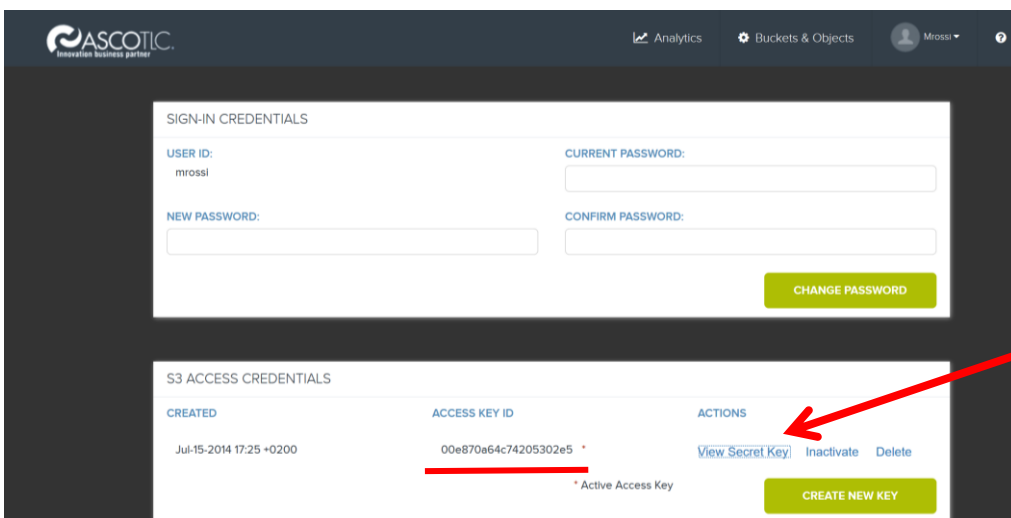 ASCOTIC.
Innovation business partner
Analytics
Buckets & Objects
Mrossi
?
SIGN-IN CREDENTIALS
USER ID:
mrossi
CURRENT PASSWORD:
NEW PASSWORD:
CONFIRM PASSWORD:
CHANGE PASSWORD
S3 ACCESS CREDENTIALS
CREATED
ACCESS KEY ID
ACTIONS
Jul-15-2014 17:25 +0200
00e870a64c74205302e5 *
View Secret Key
Inactivate
Delete
* Active Access Key
CREATE NEW KEY